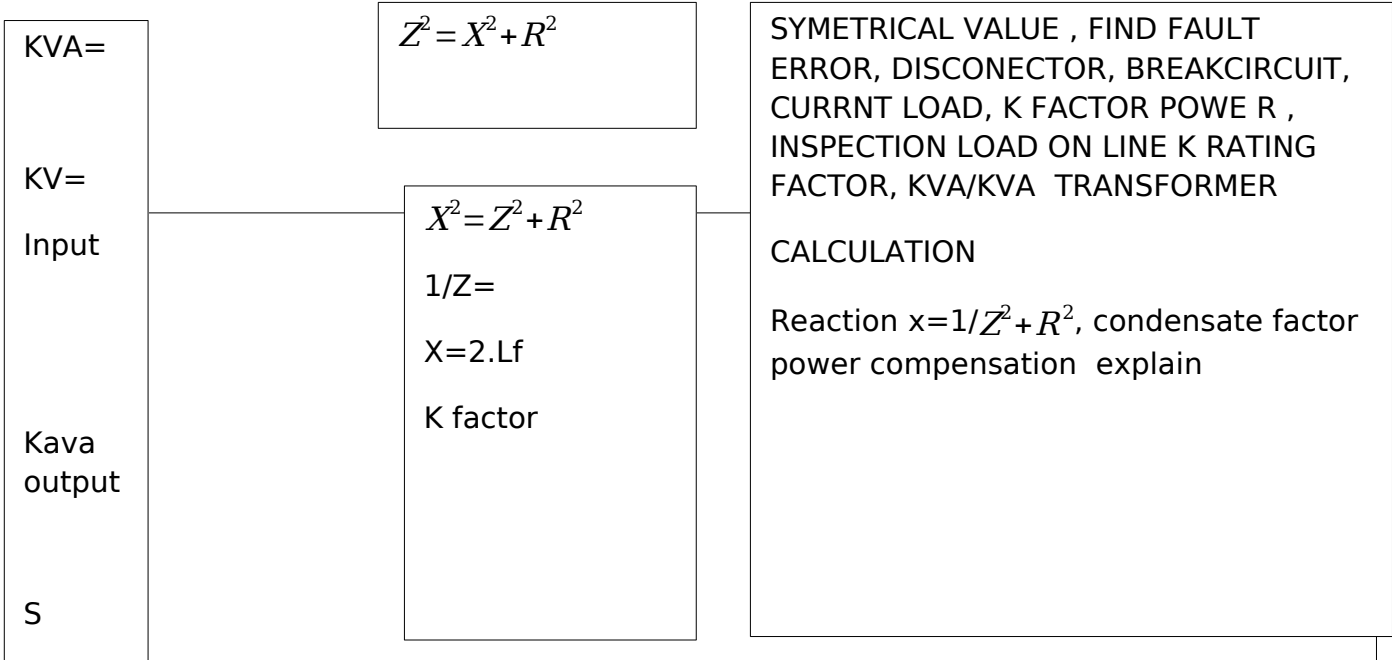 KVA=
KV=
Input
Kava
output
S
Z²=X²+R²
X²=Z²+R²
1/Z=
X=2.Lf
K factor
SYMETRICAL VALUE , FIND FAULT
ERROR, DISCONECTOR, BREAKCIRCUIT,
CURRNT LOAD, K FACTOR POWE R ,
INSPECTION LOAD ON LINE K RATING
FACTOR, KVA/KVA  TRANSFORMER
CALCULATION
Reaction x=1/Z²+R², condensate factor
power compensation  explain